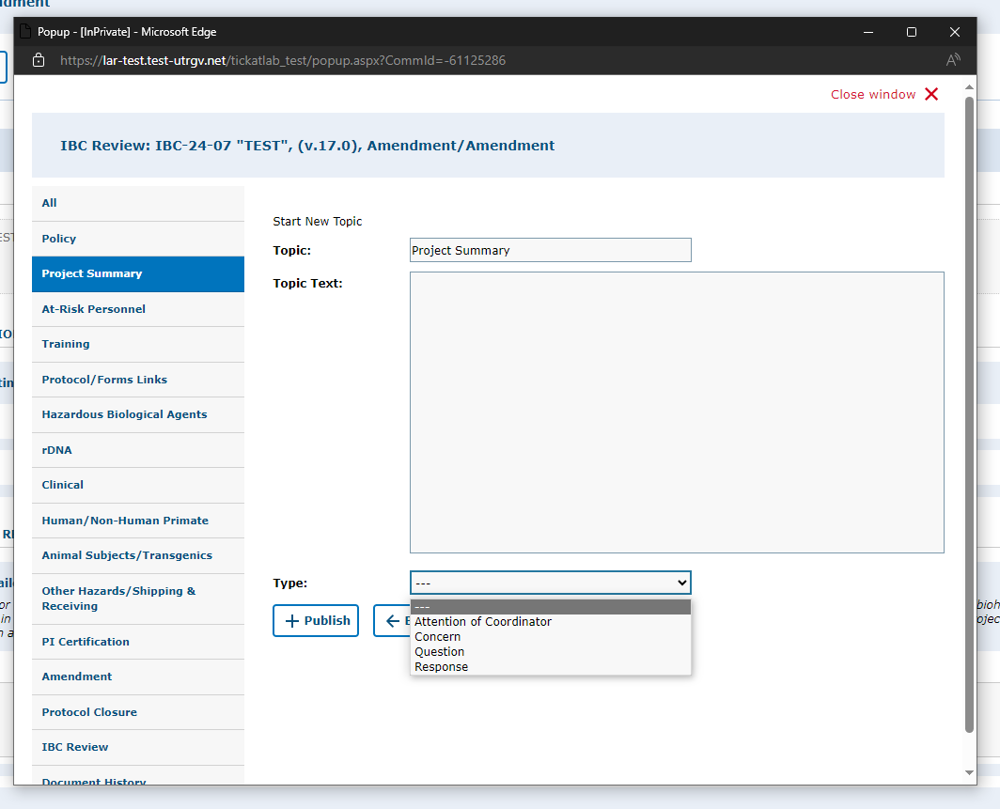 dment
Popup - [InPrivate] - Microsoft Edge
https://lar-test.test-utrgv.net/tickatlab_test/popup.aspx?CommId=-61125286
Close window
IBC Review: IBC-24-07 "TEST", (v.17.0), Amendment/Amendment
All
Policy
Project Summary
At-Risk Personnel
Training
Protocol/Forms Links
Hazardous Biological Agents
rDNA
Clinical
Human/Non-Human Primate
Animal Subjects/Transgenics
Other Hazards/Shipping &
Receiving
PI Certification
Amendment
Protocol Closure
IBC Review
Document History
Start New Topic
Topic:
Project Summary
Topic Text:
Type:
---
---
Attention of Coordinator
Concern
Question
Response
Publish